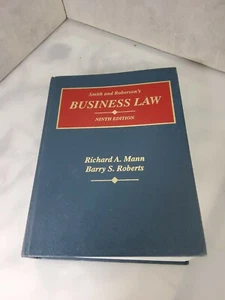 Smith and Roberson's
BUSINESS LAW
NINTH EDITION
Richard A. Mann
Barry S. Roberts